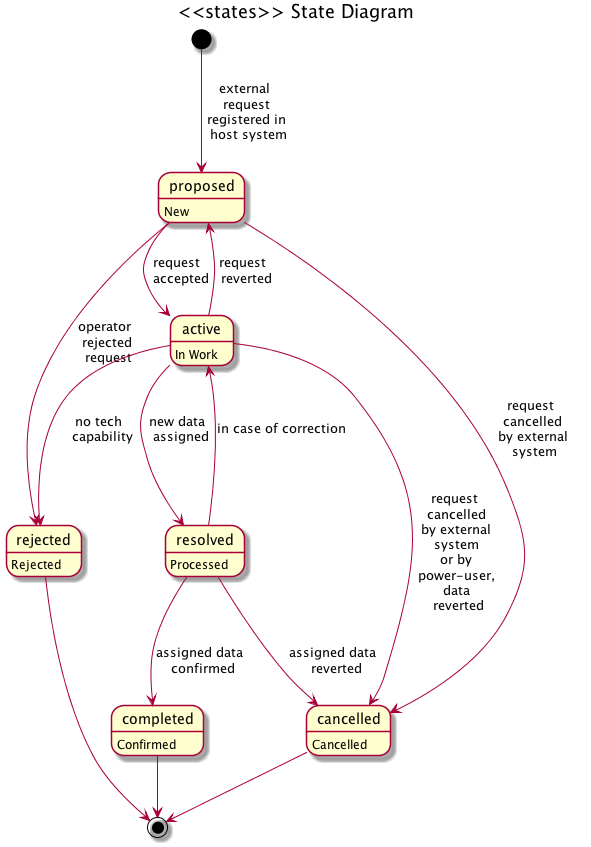 <<states>> State Diagram
external
request
registered in
host system
proposed
New
request
accepted
request
reverted
operator
rejected
request
active
In Work
request
cancelled
by external
system
no tech
capability
new data
assigned
in case of correction
request
cancelled
by external
system
or by
power-user,
data
reverted
rejected
Rejected
resolved
Processed
assigned data
confirmed
assigned data
reverted
completed
Confirmed
cancelled
Cancelled